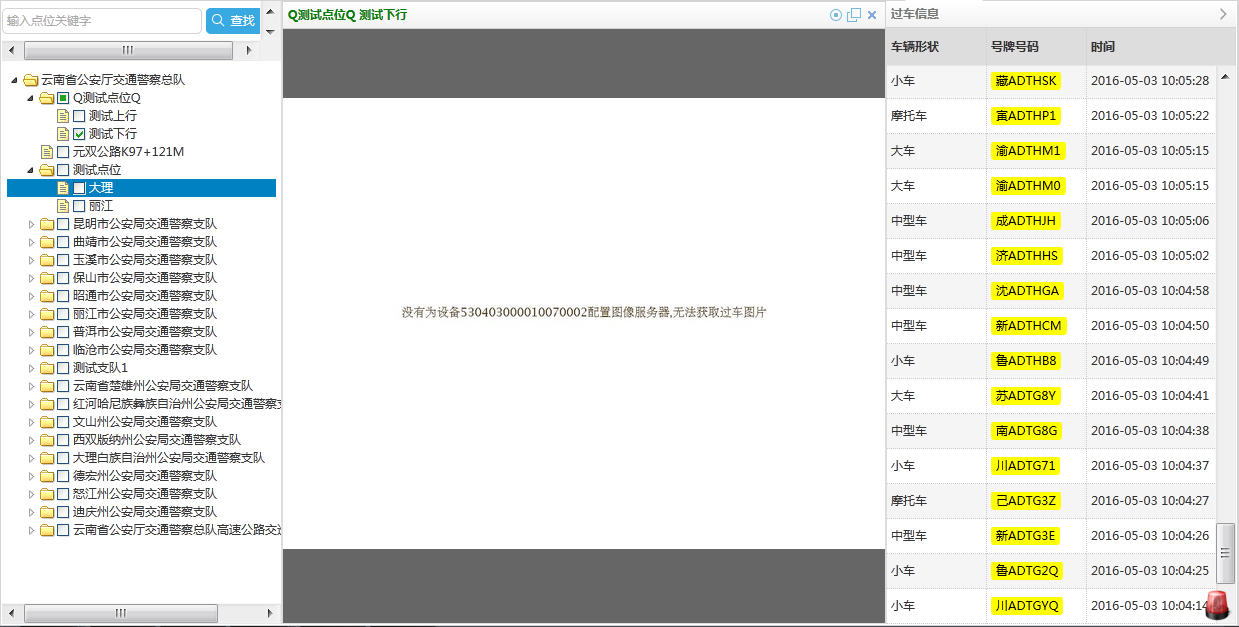 输入点位关键字
查找
云南省公安厅交通警察总队
Q测试点位Q
测试上行
测试下行
元双公路K97+121M
测试点位
大理
丽江
昆明市公安局交通警察支队
曲靖市公安局交通警察支队
玉溪市公安局交通警察支队
保山市公安局交通警察支队
昭通市公安局交通警察支队
丽江市公安局交通警察支队
普洱市公安局交通警察支队
临沧市公安局交通警察支队
测试支队1
云南省楚雄州公安局交通警察支队
红河哈尼族彝族自治州公安局交通警察支
文山州公安局交通警察支队
西双版纳州公安局交通警察支队
大理白族自治州公安局交通警察支队
德宏州公安局交通警察支队
怒江州公安局交通警察支队
迪庆州公安局交通警察支队
云南省公安厅交通警察总队高速公路交巡
Q测试点位Q 测试下行
没有为设备530403000010070002配置图像服务器,无法获取过车图片
过车信息
车辆形状 号牌号码 时间
小车 藏ADTHSK 2016-05-03 10:05:28
摩托车 寅ADTHP1 2016-05-03 10:05:22
大车 渝ADTHM1 2016-05-03 10:05:15
大车 渝ADTHM0 2016-05-03 10:05:15
中型车 成ADTHJH 2016-05-03 10:05:06
中型车 济ADTHHS 2016-05-03 10:05:02
中型车 沈ADTHGA 2016-05-03 10:04:58
中型车 新ADTHCM 2016-05-03 10:04:50
小车 鲁ADTHB8 2016-05-03 10:04:49
大车 苏ADTG8Y 2016-05-03 10:04:41
中型车 南ADTG8G 2016-05-03 10:04:38
小车 川ADTG71 2016-05-03 10:04:37
摩托车 己ADTG3Z 2016-05-03 10:04:27
中型车 新ADTG3E 2016-05-03 10:04:26
小车 鲁ADTG2Q 2016-05-03 10:04:25
小车 川ADTGYQ 2016-05-03 10:04:14